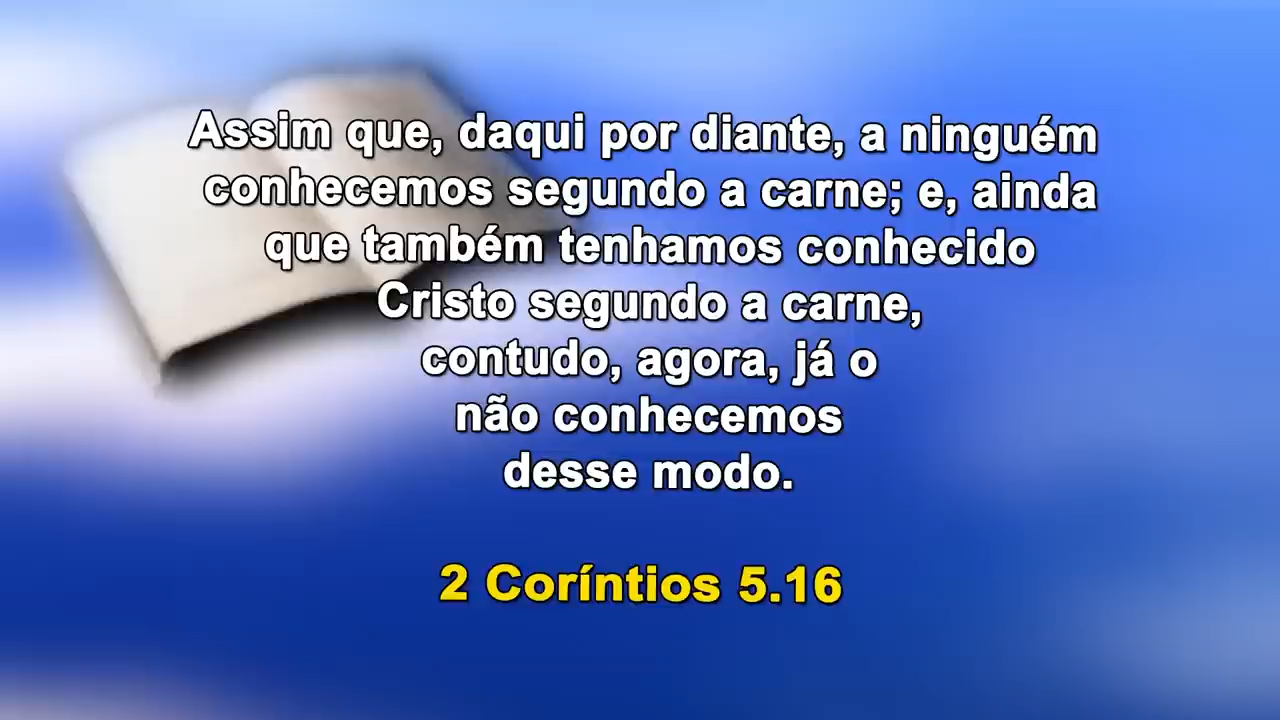 Assim que, daqui por diante, a ninguém
conhecemos segundo a carne; e, ainda
que também tenhamos conhecido
Cristo segundo a carne,
contudo, agora, já o
não conhecemos
desse modo.
2 Coríntios 5.16